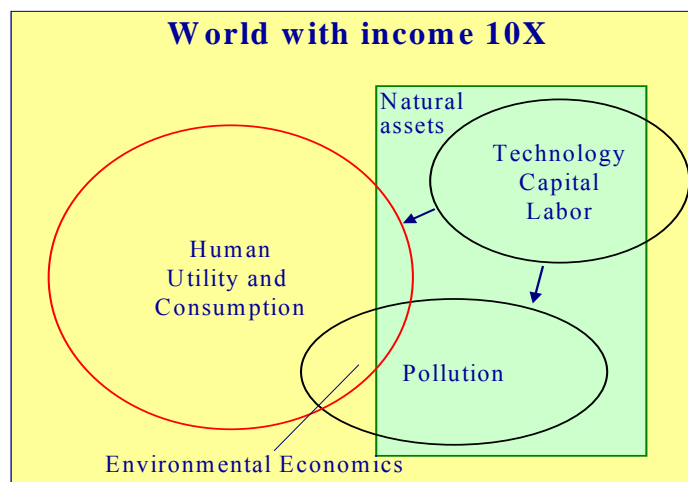 World with income 10X
Natural
assets
Technology
Capital
Labor
Human
Utility and
Consumption
Pollution
Environmental Economics